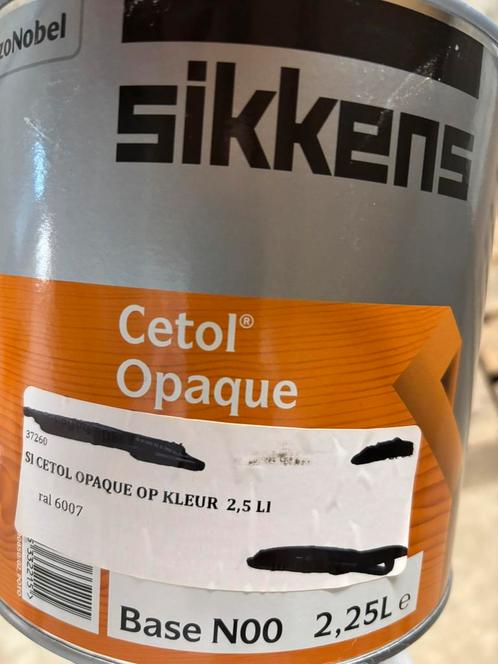 zoNobel
sikkens
Cetol®
Opaque
37260
SI CETOL OPAQUE OP KLEUR 2,5 LI
ral 6007
Base N00 2,25L e